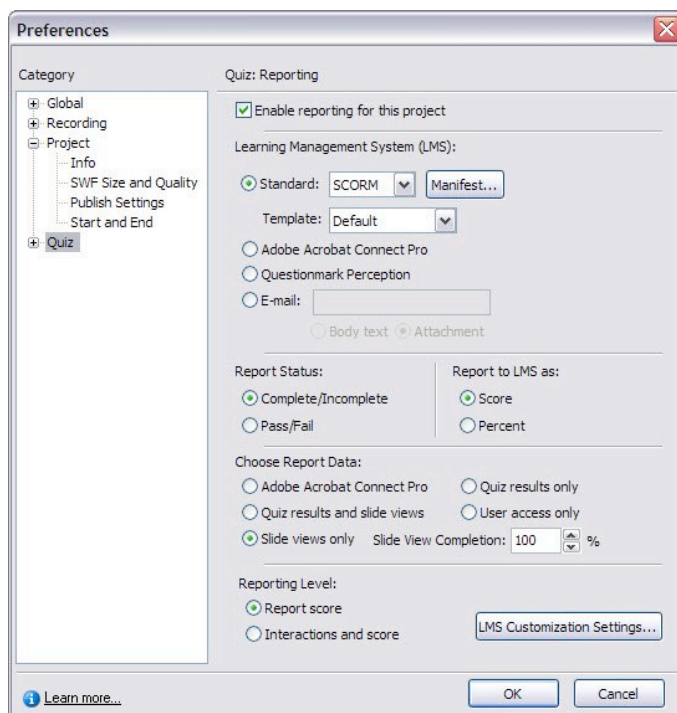 Preferences
Category
Global
Recording
Project
Info
SWF Size and Quality
Publish Settings
Start and End
Quiz
Quiz: Reporting
Enable reporting for this project
Learning Management System (LMS):
Standard: SCORM Manifest...
Template: Default
Adobe Acrobat Connect Pro
Questionmark Perception
E-mail:
Body text Attachment
Report Status: Report to LMS as:
Complete/Incomplete Score
Pass/Fail Percent
Choose Report Data:
Adobe Acrobat Connect Pro Quiz results only
Quiz results and slide views User access only
Slide views only Slide View Completion: 100 %
Reporting Level:
Report score
Interactions and score LMS Customization Settings...
Learn more... OK Cancel